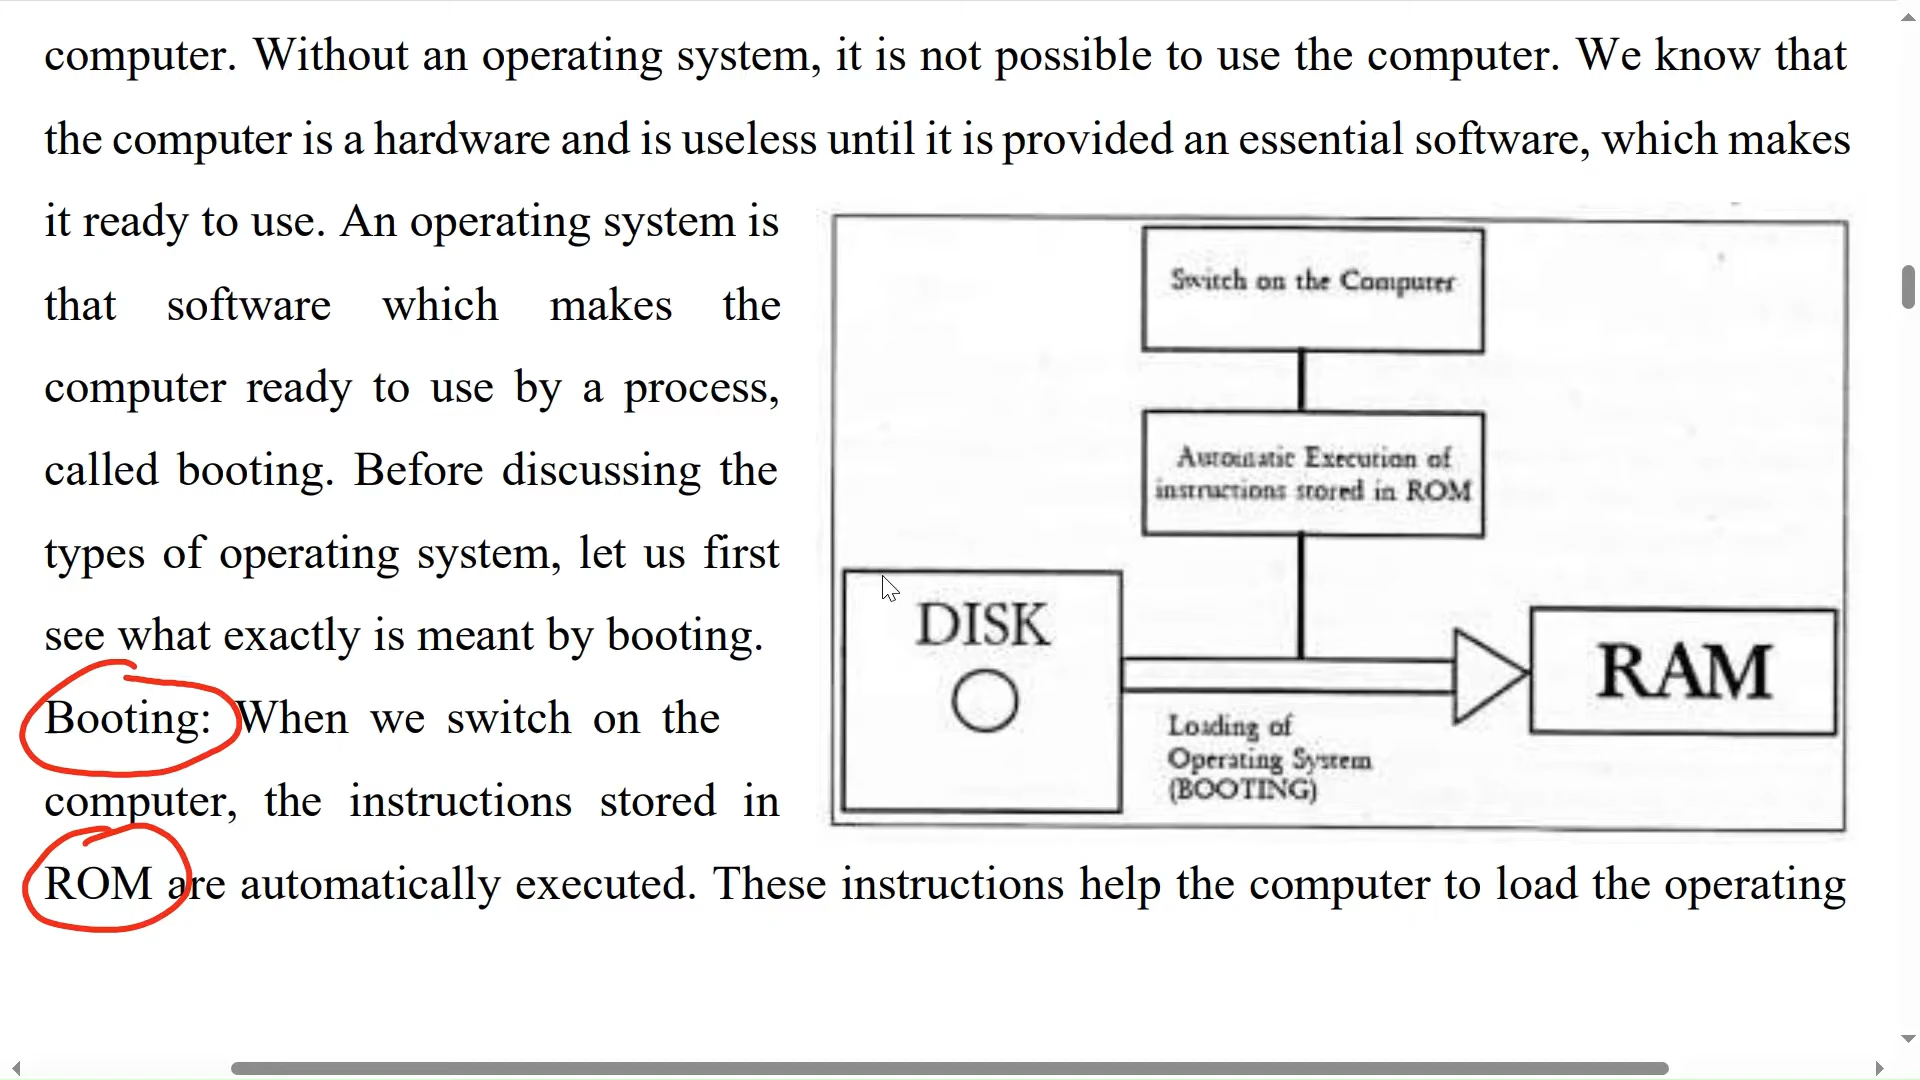 computer. Without an operating system, it is not possible to use the computer. We know that
the computer is a hardware and is useless until it is provided an essential software, which makes
it ready to use. An operating system is
that software which makes the
computer ready to use by a process,
called booting. Before discussing the
types of operating system, let us first
see what exactly is meant by booting.
Booting: When we switch on the
computer, the instructions stored in
ROM are automatically executed. These instructions help the computer to load the operating
Switch on the Computer
Automatic Execution of
instructions stored in ROM
DISK
RAM
Loading of
Operating System
(BOOTING)